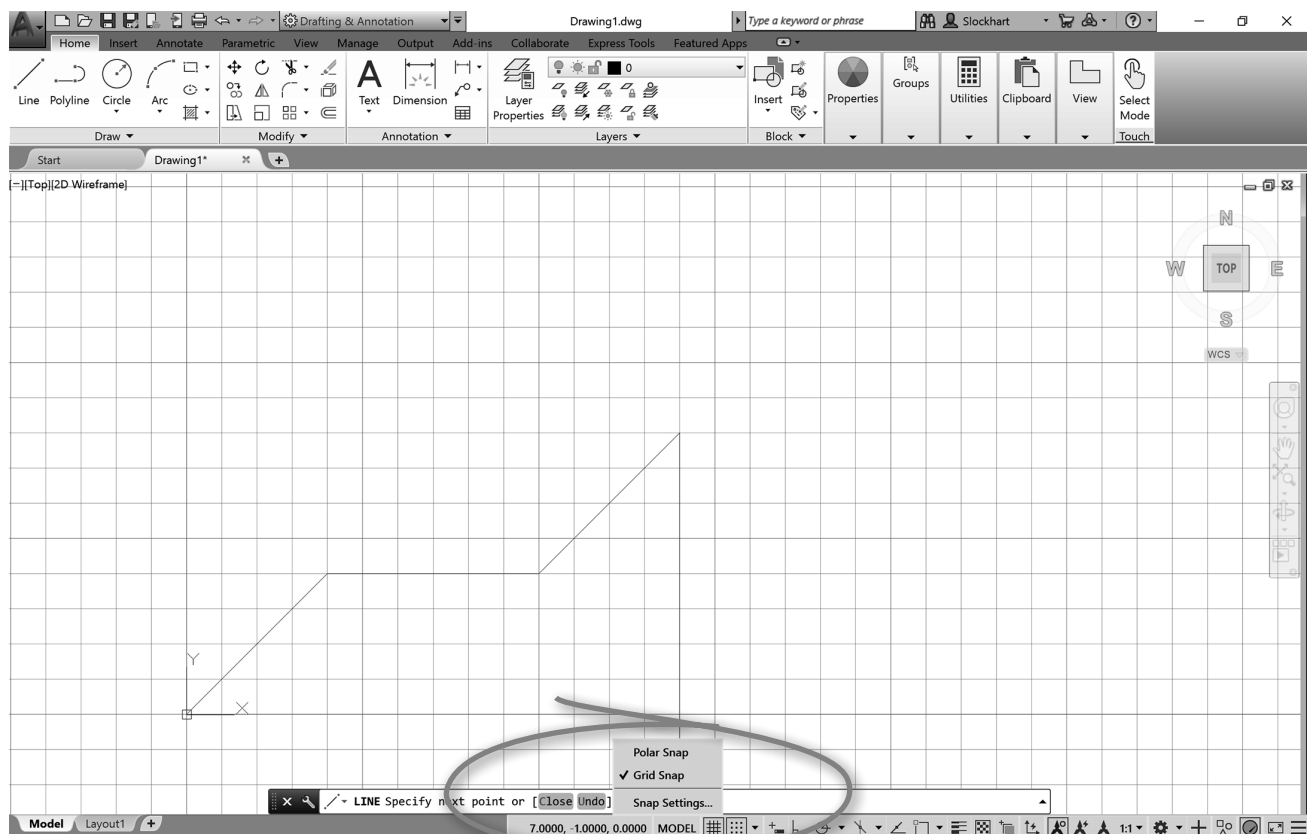 A Drafting & Annotation Drawing1.dwg Type a keyword or phrase Slockhart ?
Home Insert Annotate Parametric View Manage Output Add-ins Collaborate Express Tools Featured Apps
0
A
Groups
Line Polyline Circle Arc Text Dimension Layer Properties Insert Properties Utilities Clipboard View Select Mode
Draw Modify Annotation Layers Block Touch
Start Drawing1* +
[-][Top][2D Wireframe]
N
W TOP E
S
WCS
Y
X
Polar Snap
✓ Grid Snap
Snap Settings...
LINE Specify next point or [Close Undo]
Model Layout1 + 7.0000, -1.0000, 0.0000 MODEL 1:1